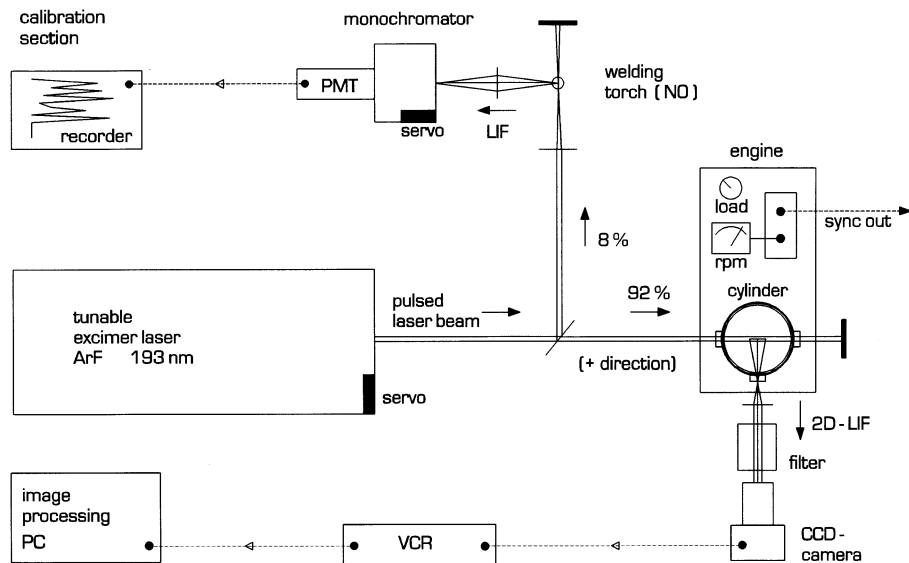 calibration
section
monochromator
PMT
recorder
servo
LIF
welding
torch (NO)
engine
load
sync out
rpm
8 %
pulsed
laser beam
92 %
cylinder
tunable
excimer laser
ArF 193 nm
servo
(+ direction)
2D - LIF
filter
image
processing
PC
VCR
CCD -
camera